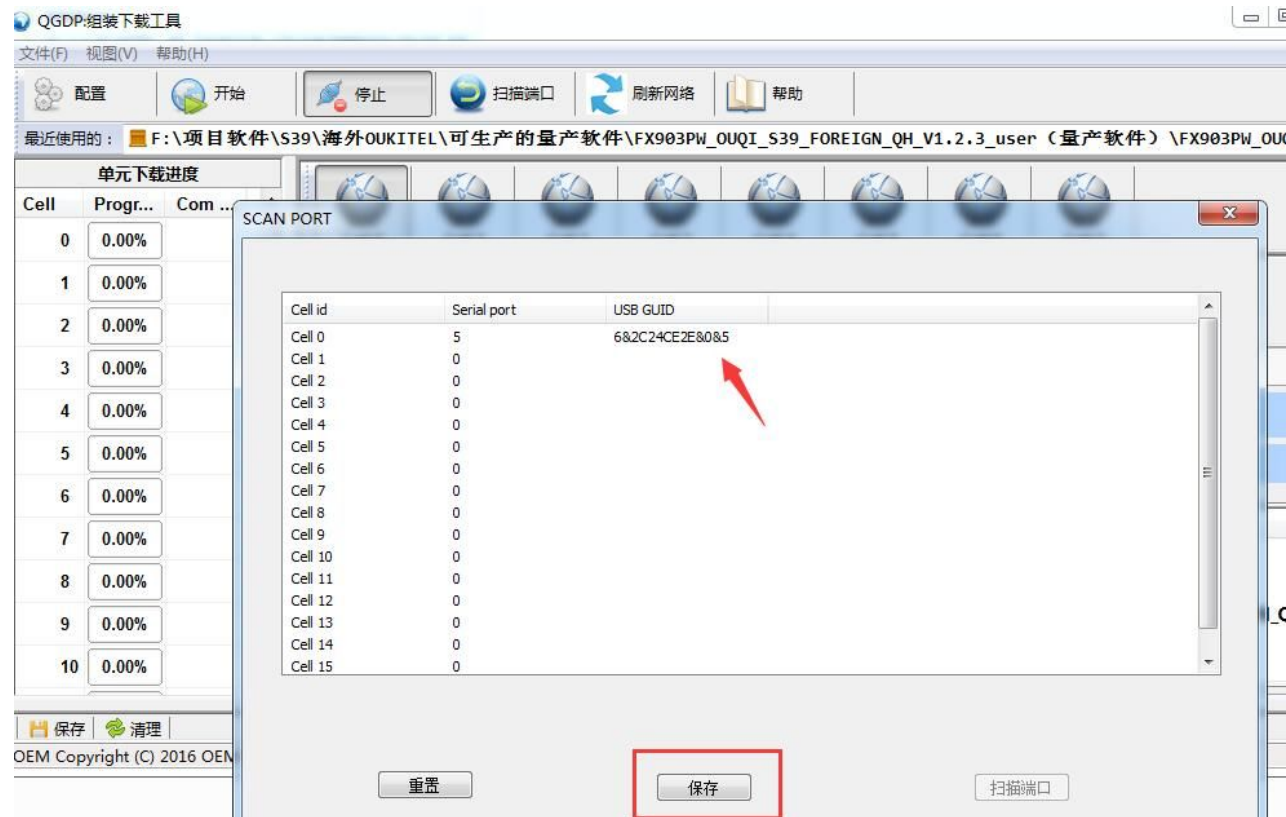 QGDP:组装下载工具
文件(F) 视图(V) 帮助(H)
配置 开始 停止 扫描端口 刷新网络 帮助
最近使用的： F:\项目软件\S39\海外OUKITEL\可生产的量产软件\FX903PW_OUQI_S39_FOREIGN_QH_V1.2.3_user（量产软件）\FX903PW_OUQ
单元下载进度
Cell Progr... Com ...
0 0.00%
1 0.00%
2 0.00%
3 0.00%
4 0.00%
5 0.00%
6 0.00%
7 0.00%
8 0.00%
9 0.00%
10 0.00%
SCAN PORT
Cell id Serial port USB GUID
Cell 0 5 6&2C24CE2E&0&5
Cell 1 0
Cell 2 0
Cell 3 0
Cell 4 0
Cell 5 0
Cell 6 0
Cell 7 0
Cell 8 0
Cell 9 0
Cell 10 0
Cell 11 0
Cell 12 0
Cell 13 0
Cell 14 0
Cell 15 0
重置 保存 扫描端口
保存 清理
OEM Copyright (C) 2016 OEM